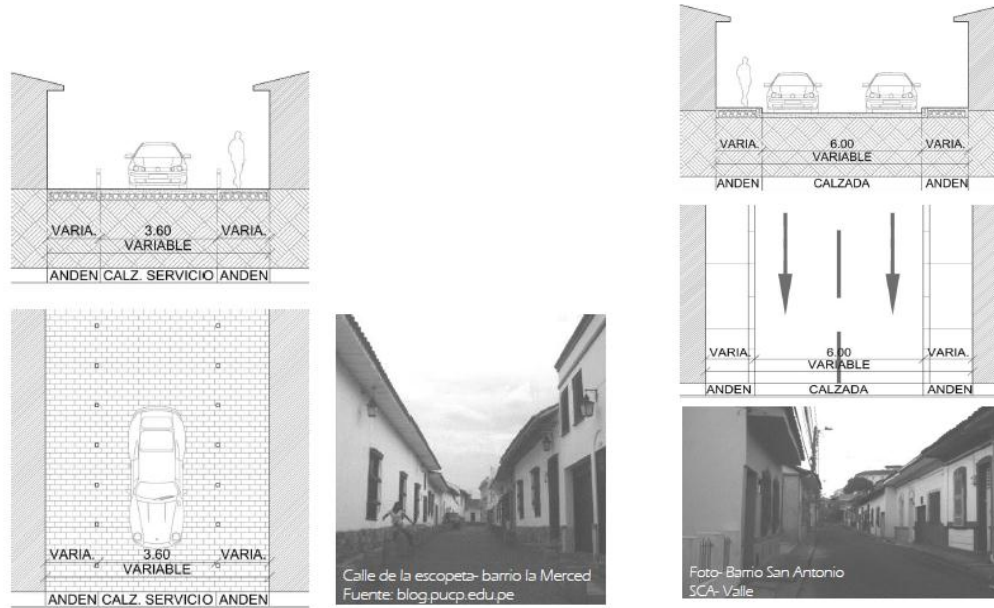 VARIA. 3.60 VARIA.
VARIABLE
ANDEN CALZ. SERVICIO ANDEN
VARIA. 3.60 VARIA.
VARIABLE
ANDEN CALZ. SERVICIO ANDEN
Calle de la escopeta- barrio la Merced
Fuente: blog.pucp.edu.pe
VARIA. 6.00 VARIA.
VARIABLE
ANDEN CALZADA ANDEN
VARIA. 6.00 VARIA.
VARIABLE
ANDEN CALZADA ANDEN
Foto- Barrio San Antonio
SCA- Valle